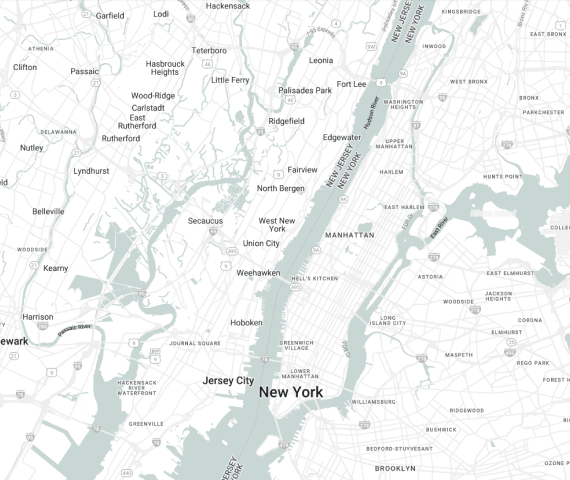 Hackensack
Garfield
Lodi
KINGSBRIDGE
NEW JERSEY
NEW YORK
EAST BRONX
ATHENIA
Teterboro
INWOOD
Leonia
Clifton
Passaic
Hasbrouck
Heights
Little Ferry
Fort Lee
WEST BRONX
Palisades Park
Wood-Ridge
WASHINGTON
HEIGHTS
BRONX
Carlstadt
Hudson River
East
Rutherford
Ridgefield
PARKCHESTER
DELAWANNA
Rutherford
Edgewater
Nutley
UPPER
MANHATTAN
Lyndhurst
Fairview
NEW JERSEY
NEW YORK
HARLEM
HUNTS POINT
North Bergen
Belleville
EAST HARLEM
Secaucus
West New
York
FDR Dr
East River
MANHATTAN
Union City
WOODSIDE
Kearny
Weehawken
HELL'S KITCHEN
ASTORIA
EAST ELMHURST
WOODSIDE
JACKSON
HEIGHTS
Harrison
Hoboken
LONG
ISLAND CITY
CORONA
Passaic River
ELMHURST
ewark
JOURNAL SQUARE
GREENWICH
VILLAGE
FDR Dr
MASPETH
REGO PARK
Jersey City
LOWER
MANHATTAN
HACKENSACK
RIVER
WATERFRONT
New York
WILLIAMSBURG
RIDGEWOOD
GREENVILLE
BUSHWICK
BEDFORD-STUYVESANT
BROOKLYN
OZONE P